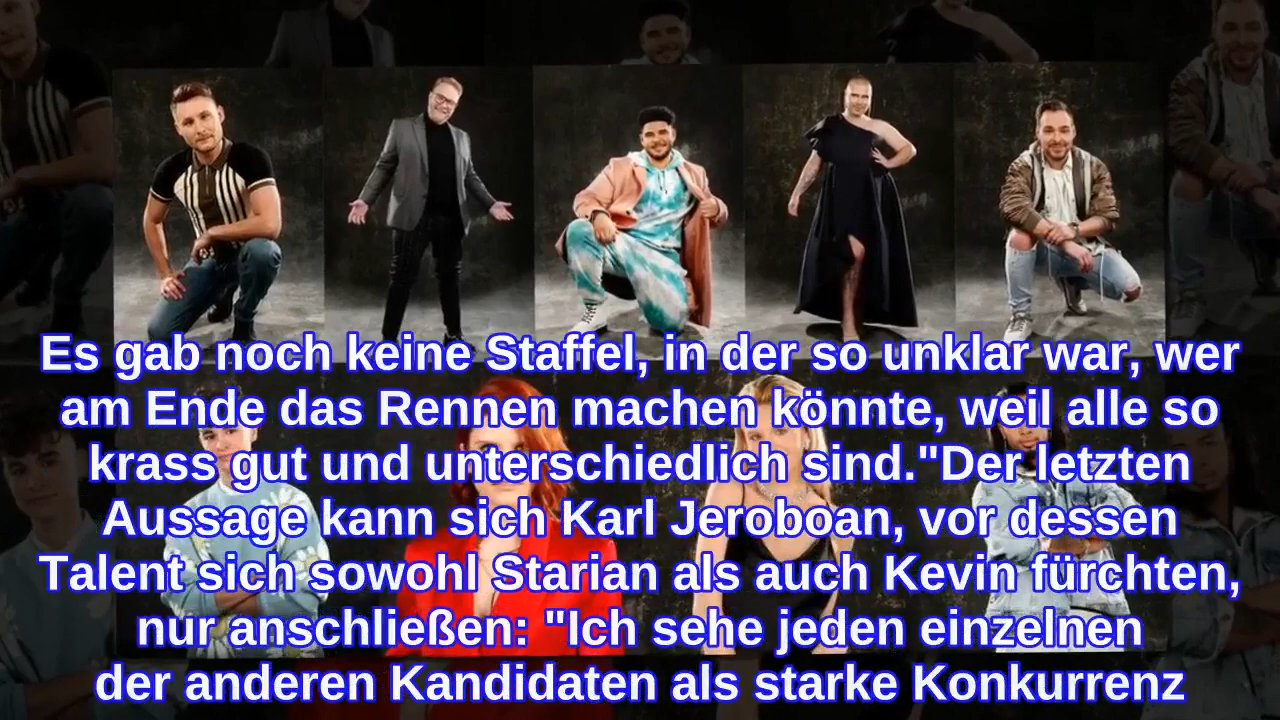 Es gab noch keine Staffel, in der so unklar war, wer
am Ende das Rennen machen könnte, weil alle so
krass gut und unterschiedlich sind."Der letzten
Aussage kann sich Karl Jeroboan, vor dessen
Talent sich sowohl Starian als auch Kevin fürchten,
nur anschließen: "Ich sehe jeden einzelnen
der anderen Kandidaten als starke Konkurrenz